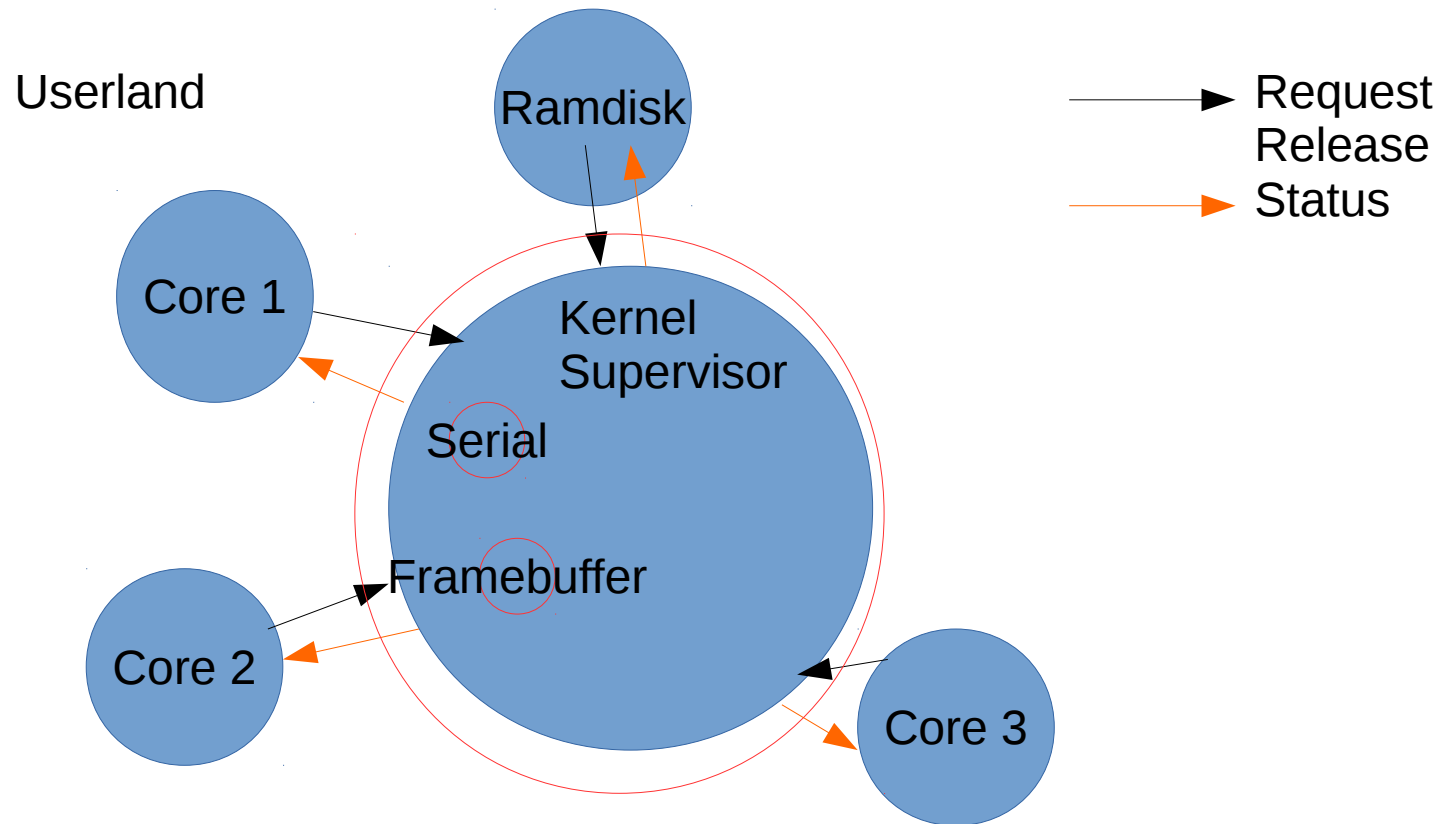 Userland
Ramdisk
Request
Release
Status
Core 1
Kernel
Supervisor
Serial
Framebuffer
Core 2
Core 3